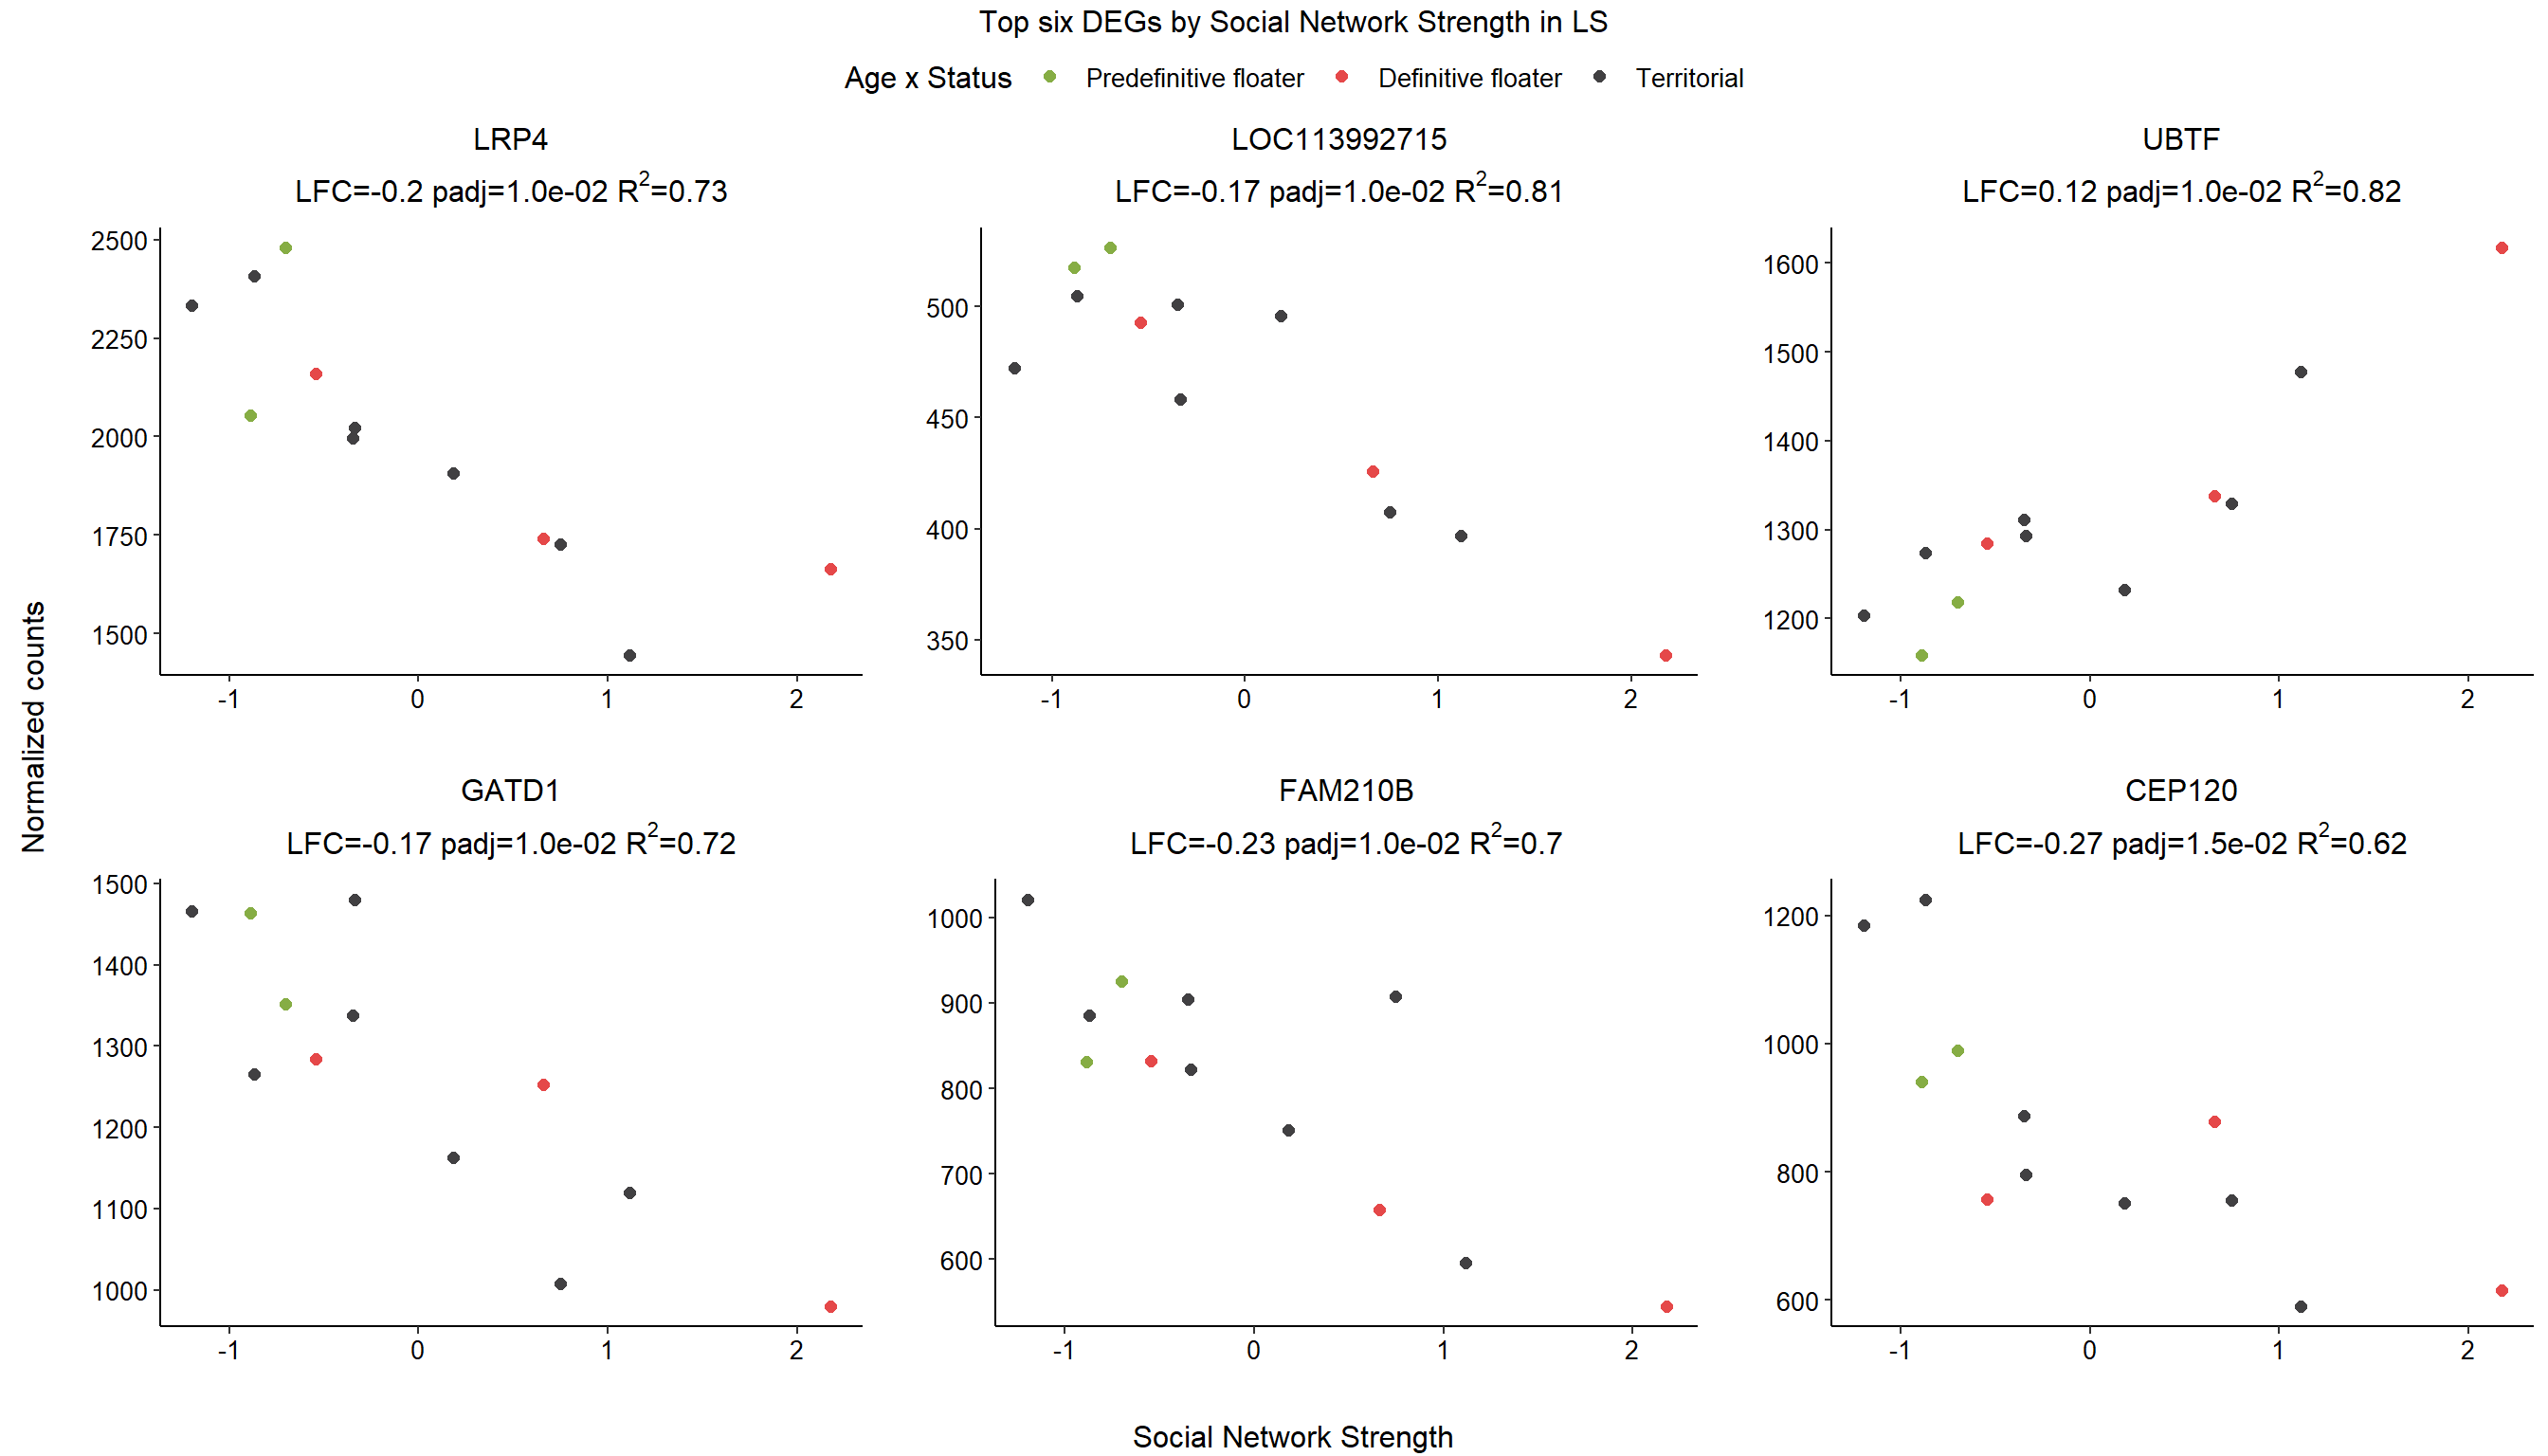 Top six DEGs by Social Network Strength in LS
Age x Status Predefinitive floater Definitive floater Territorial
LRP4
LFC=-0.2 padj=1.0e-02 R²=0.73
2500
2250
2000
1750
1500
-1 0 1 2
LOC113992715
LFC=-0.17 padj=1.0e-02 R²=0.81
500
450
400
350
-1 0 1 2
UBTF
LFC=0.12 padj=1.0e-02 R²=0.82
1600
1500
1400
1300
1200
-1 0 1 2
Normalized counts
GATD1
LFC=-0.17 padj=1.0e-02 R²=0.72
1500
1400
1300
1200
1100
1000
-1 0 1 2
FAM210B
LFC=-0.23 padj=1.0e-02 R²=0.7
1000
900
800
700
600
-1 0 1 2
CEP120
LFC=-0.27 padj=1.5e-02 R²=0.62
1200
1000
800
600
-1 0 1 2
Social Network Strength